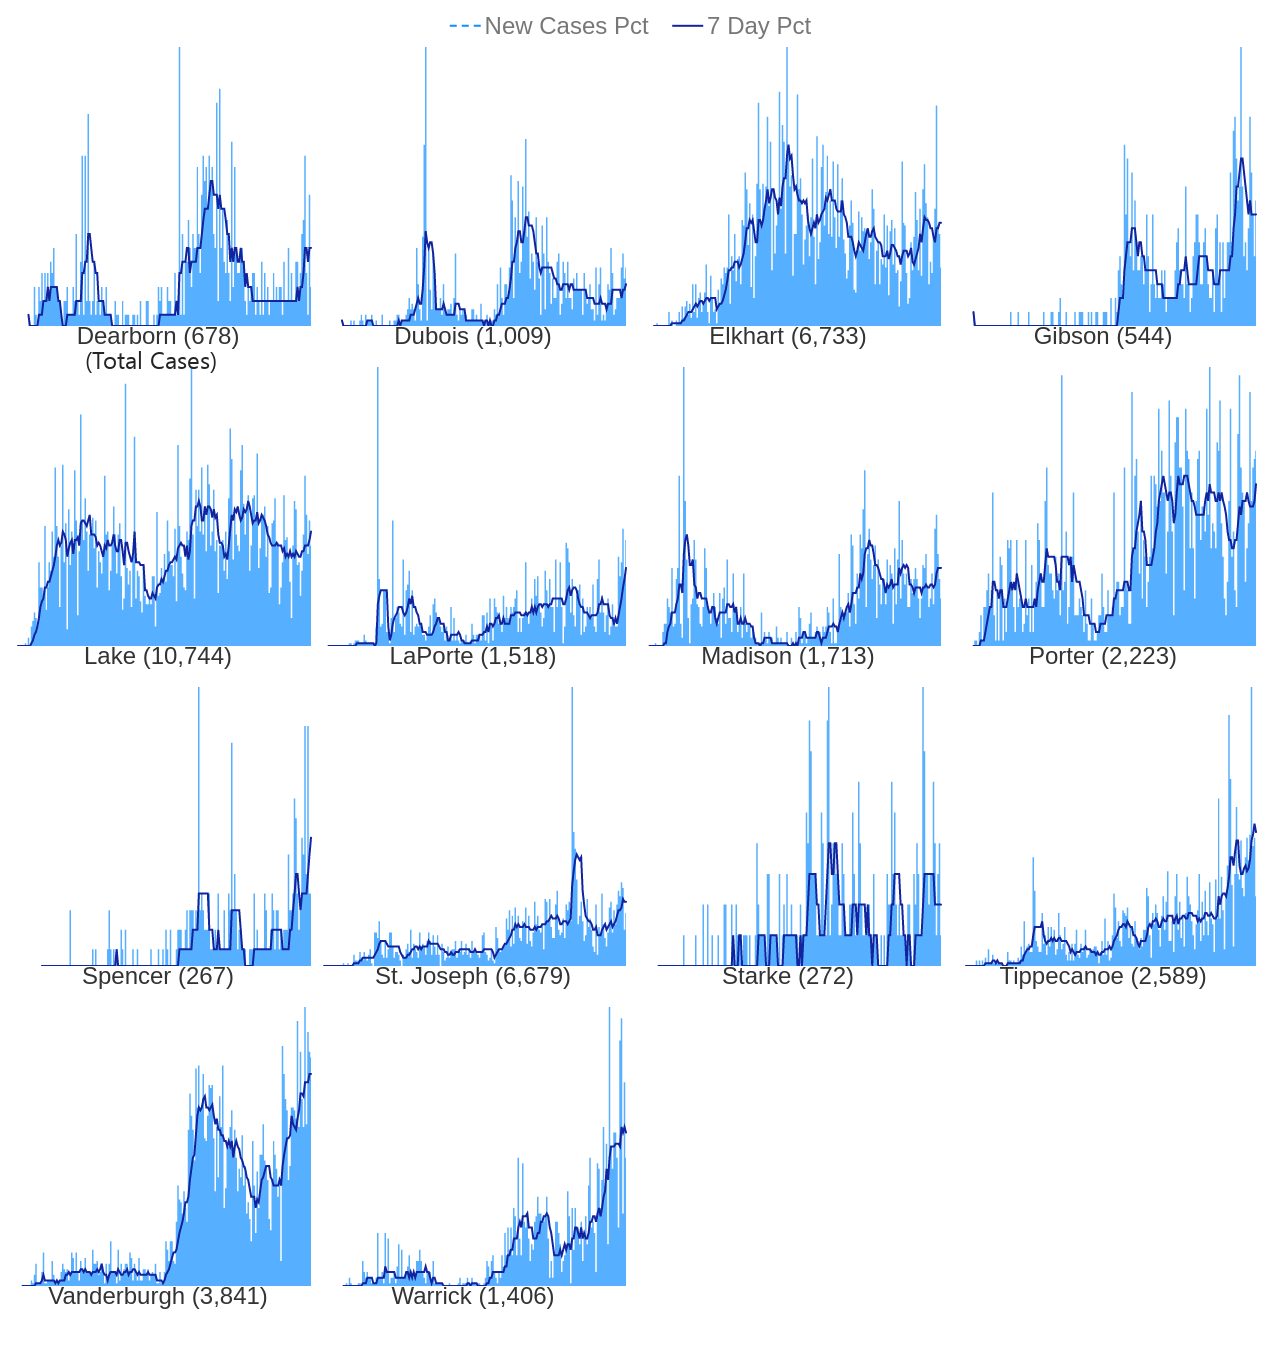 New Cases Pct 7 Day Pct
Dearborn (678) Dubois (1,009) Elkhart (6,733) Gibson (544)
(Total Cases)
Lake (10,744) LaPorte (1,518) Madison (1,713) Porter (2,223)
Spencer (267) St. Joseph (6,679) Starke (272) Tippecanoe (2,589)
Vanderburgh (3,841) Warrick (1,406)